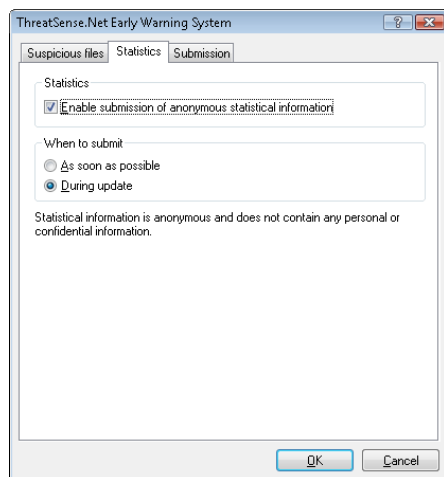 ThreatSense.Net Early Warning System
Suspicious files Statistics Submission
Statistics
Enable submission of anonymous statistical information
When to submit
As soon as possible
During update
Statistical information is anonymous and does not contain any personal or
confidential information.
OK Cancel